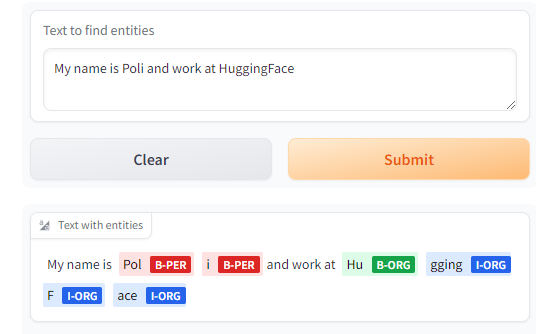 Text to find entities
My name is Poli and work at HuggingFace
Clear Submit
Text with entities
My name is Pol B-PER i B-PER and work at Hu B-ORG gging I-ORG
F I-ORG ace I-ORG